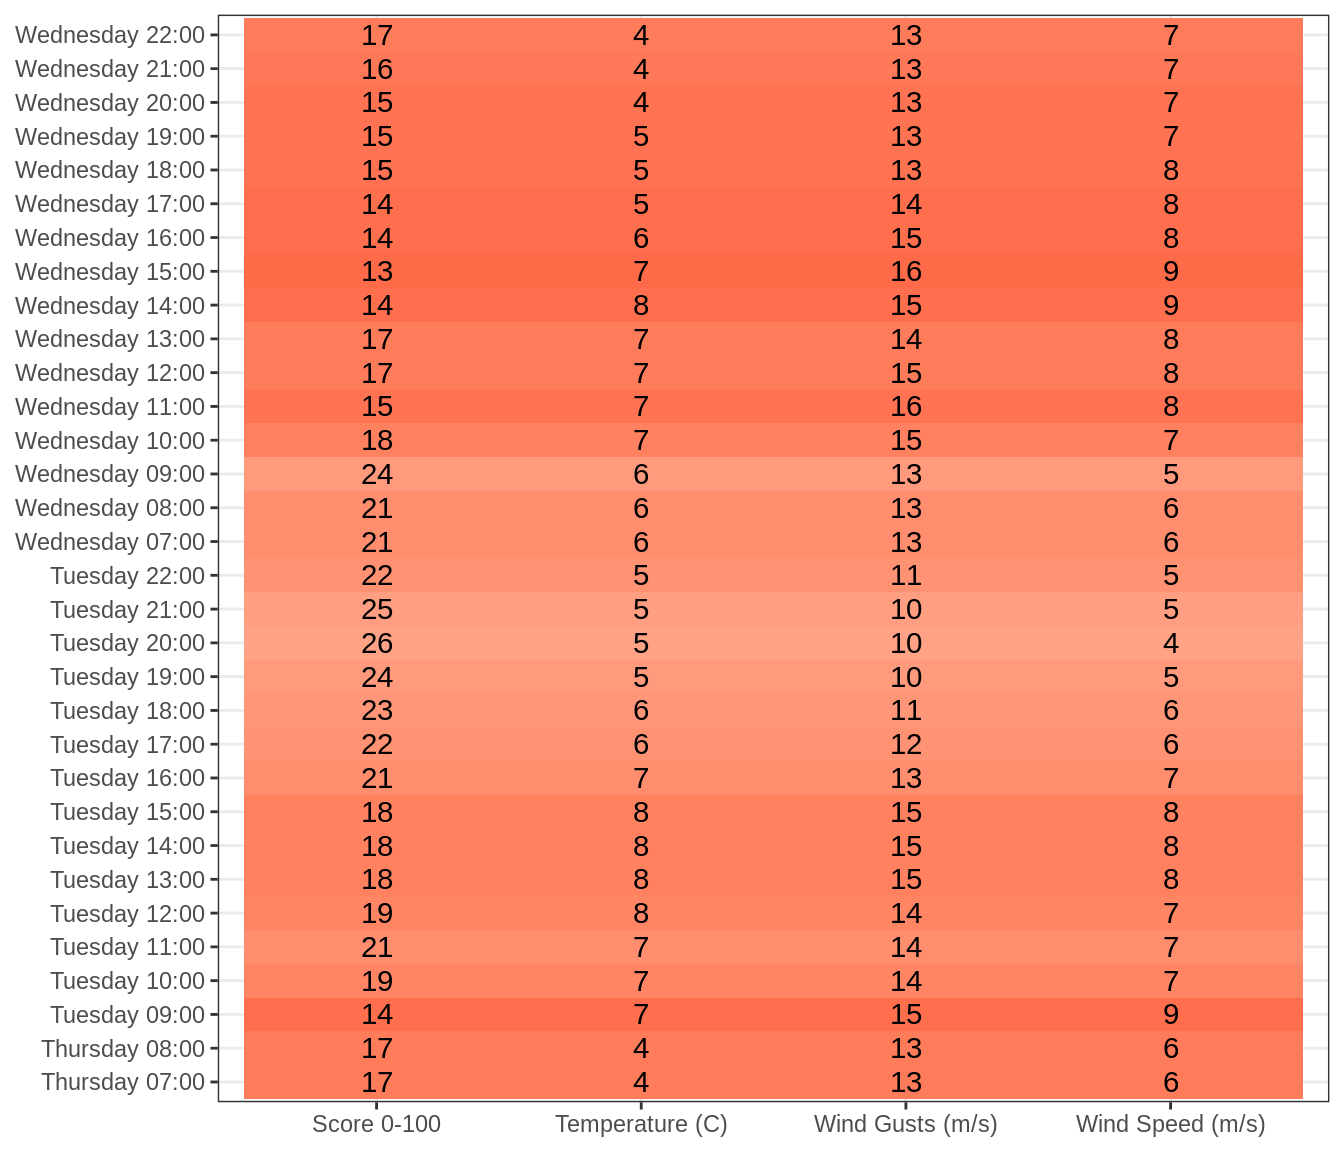 Wednesday 22:00 17 4 13 7
Wednesday 21:00 16 4 13 7
Wednesday 20:00 15 4 13 7
Wednesday 19:00 15 5 13 7
Wednesday 18:00 15 5 13 8
Wednesday 17:00 14 5 14 8
Wednesday 16:00 14 6 15 8
Wednesday 15:00 13 7 16 9
Wednesday 14:00 14 8 15 9
Wednesday 13:00 17 7 14 8
Wednesday 12:00 17 7 15 8
Wednesday 11:00 15 7 16 8
Wednesday 10:00 18 7 15 7
Wednesday 09:00 24 6 13 5
Wednesday 08:00 21 6 13 6
Wednesday 07:00 21 6 13 6
Tuesday 22:00 22 5 11 5
Tuesday 21:00 25 5 10 5
Tuesday 20:00 26 5 10 4
Tuesday 19:00 24 5 10 5
Tuesday 18:00 23 6 11 6
Tuesday 17:00 22 6 12 6
Tuesday 16:00 21 7 13 7
Tuesday 15:00 18 8 15 8
Tuesday 14:00 18 8 15 8
Tuesday 13:00 18 8 15 8
Tuesday 12:00 19 8 14 7
Tuesday 11:00 21 7 14 7
Tuesday 10:00 19 7 14 7
Tuesday 09:00 14 7 15 9
Thursday 08:00 17 4 13 6
Thursday 07:00 17 4 13 6
Score 0-100 Temperature (C) Wind Gusts (m/s) Wind Speed (m/s)